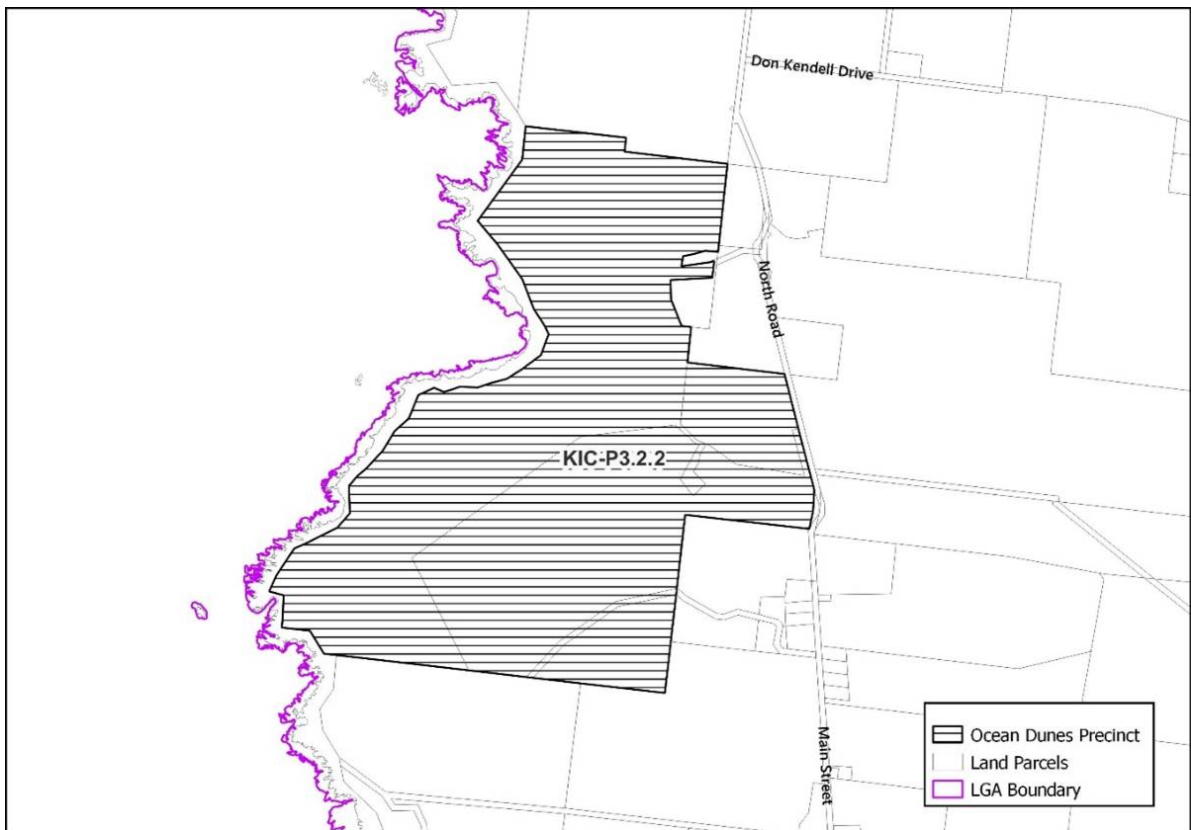 Don Kendell Drive
North Road
KIC-P3.2.2
Main Street
Ocean Dunes Precinct
Land Parcels
LGA Boundary